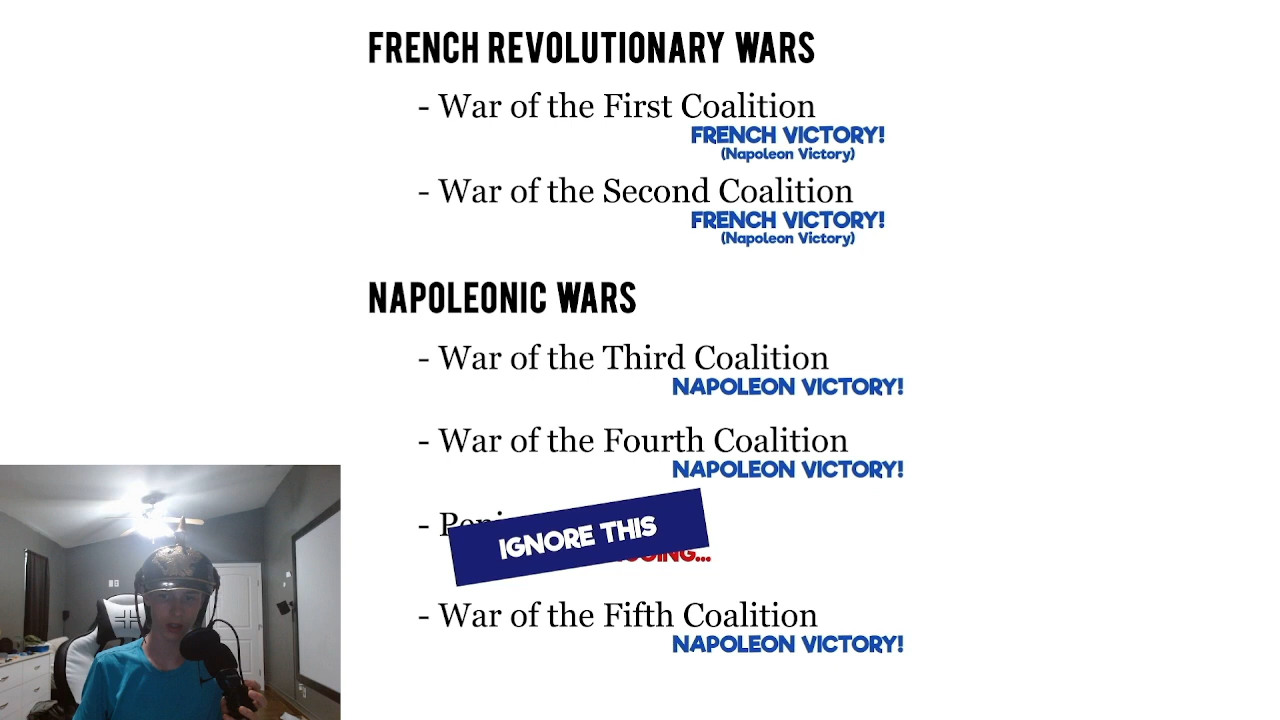 FRENCH REVOLUTIONARY WARS
- War of the First Coalition
FRENCH VICTORY!
(Napoleon Victory)
- War of the Second Coalition
FRENCH VICTORY!
(Napoleon Victory)
NAPOLEONIC WARS
- War of the Third Coalition
NAPOLEON VICTORY!
- War of the Fourth Coalition
NAPOLEON VICTORY!
IGNORE THIS
- War of the Fifth Coalition
NAPOLEON VICTORY!